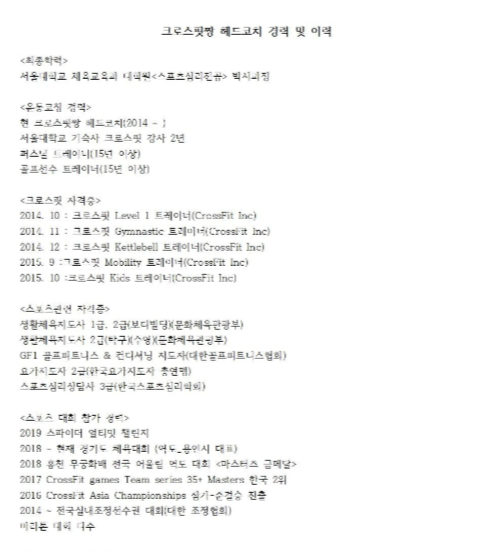 크로스핏짱 헤드코치 경력 및 이력
<최종학력>
서울대학교 체육교육과 대학원<스포츠심리전공> 박사과정
<운동교실 경력>
현 크로스핏짱 헤드코치(2014 ~ )
서울대학교 기숙사 크로스핏 강사 2년
퍼스널 트레이너(15년 이상)
골프선수 트레이너(15년 이상)
<크로스핏 자격증>
2014. 10 : 크로스핏 Level 1 트레이너(CrossFit Inc)
2014. 11 : 크로스핏 Gymnastic 트레이너(CrossFit Inc)
2014. 12 : 크로스핏 Kettlebell 트레이너(CrossFit Inc)
2015. 9 :크로스핏 Mobility 트레이너(CrossFit Inc)
2015. 10 :크로스핏 Kids 트레이너(CrossFit Inc)
<스포츠관련 자격증>
생활체육지도사 1급, 2급(보디빌딩)(문화체육관광부)
생활체육지도사 2급(탁구)(수영)(문화체육관광부)
GF1 골프피트니스 & 컨디셔닝 지도자(대한골프피트니스협회)
요가지도사 2급(한국요가지도자 총연맹)
스포츠심리상담사 3급(한국스포츠심리학회)
<스포츠 대회 참가 경력>
2019 스파이더 얼티밋 챌린지
2018 ~ 현재 경기도 체육대회 (역도_용인시 대표)
2018 홍천 무궁화배 전국 어울림 역도 대회 <마스터즈 금메달>
2017 CrossFit games Team series 35+ Masters 한국 2위
2016 CrossFit Asia Championships 심기-준결승 진출
2014 ~ 전국실내조정선수권 대회(대한 조정협회)
마라톤 대회 다수